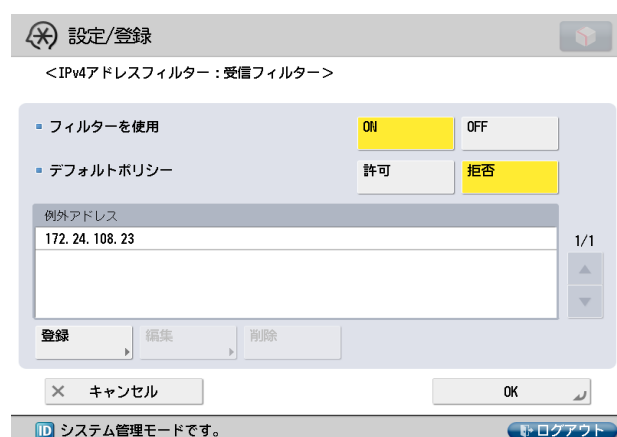 設定/登録
<IPv4アドレスフィルター：受信フィルター>
フィルターを使用 ON OFF
デフォルトポリシー 許可 拒否
例外アドレス
172.24.108.23
1/1
登録 編集 削除
× キャンセル OK
ID システム管理モードです。 ログアウト